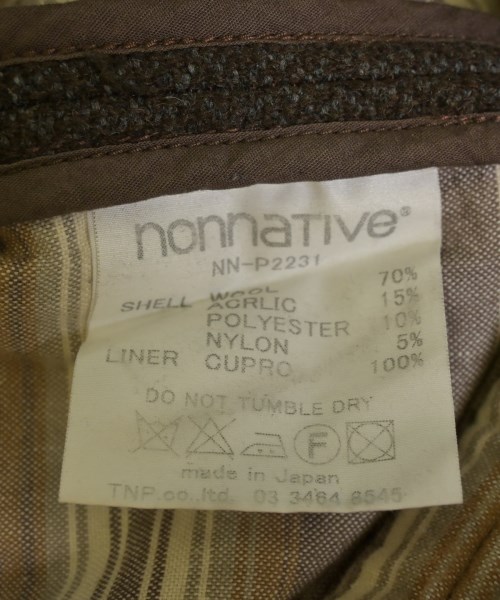 nonnative®
NN-P2231
SHELL WOOL 70%
ACRLIC 15%
POLYESTER 10%
NYLON 5%
LINER CUPRO 100%
DO NOT TUMBLE DRY
F
made in Japan
TNP.co.,ltd. 03 3464 8545